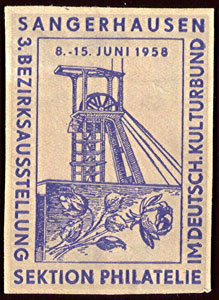 SANGERHAUSEN
8.-15. JUNI 1958
3. BEZIRKSAUSSTELLUNG
IM DEUTSCH. KULTURBUND
SEKTION PHILATELIE